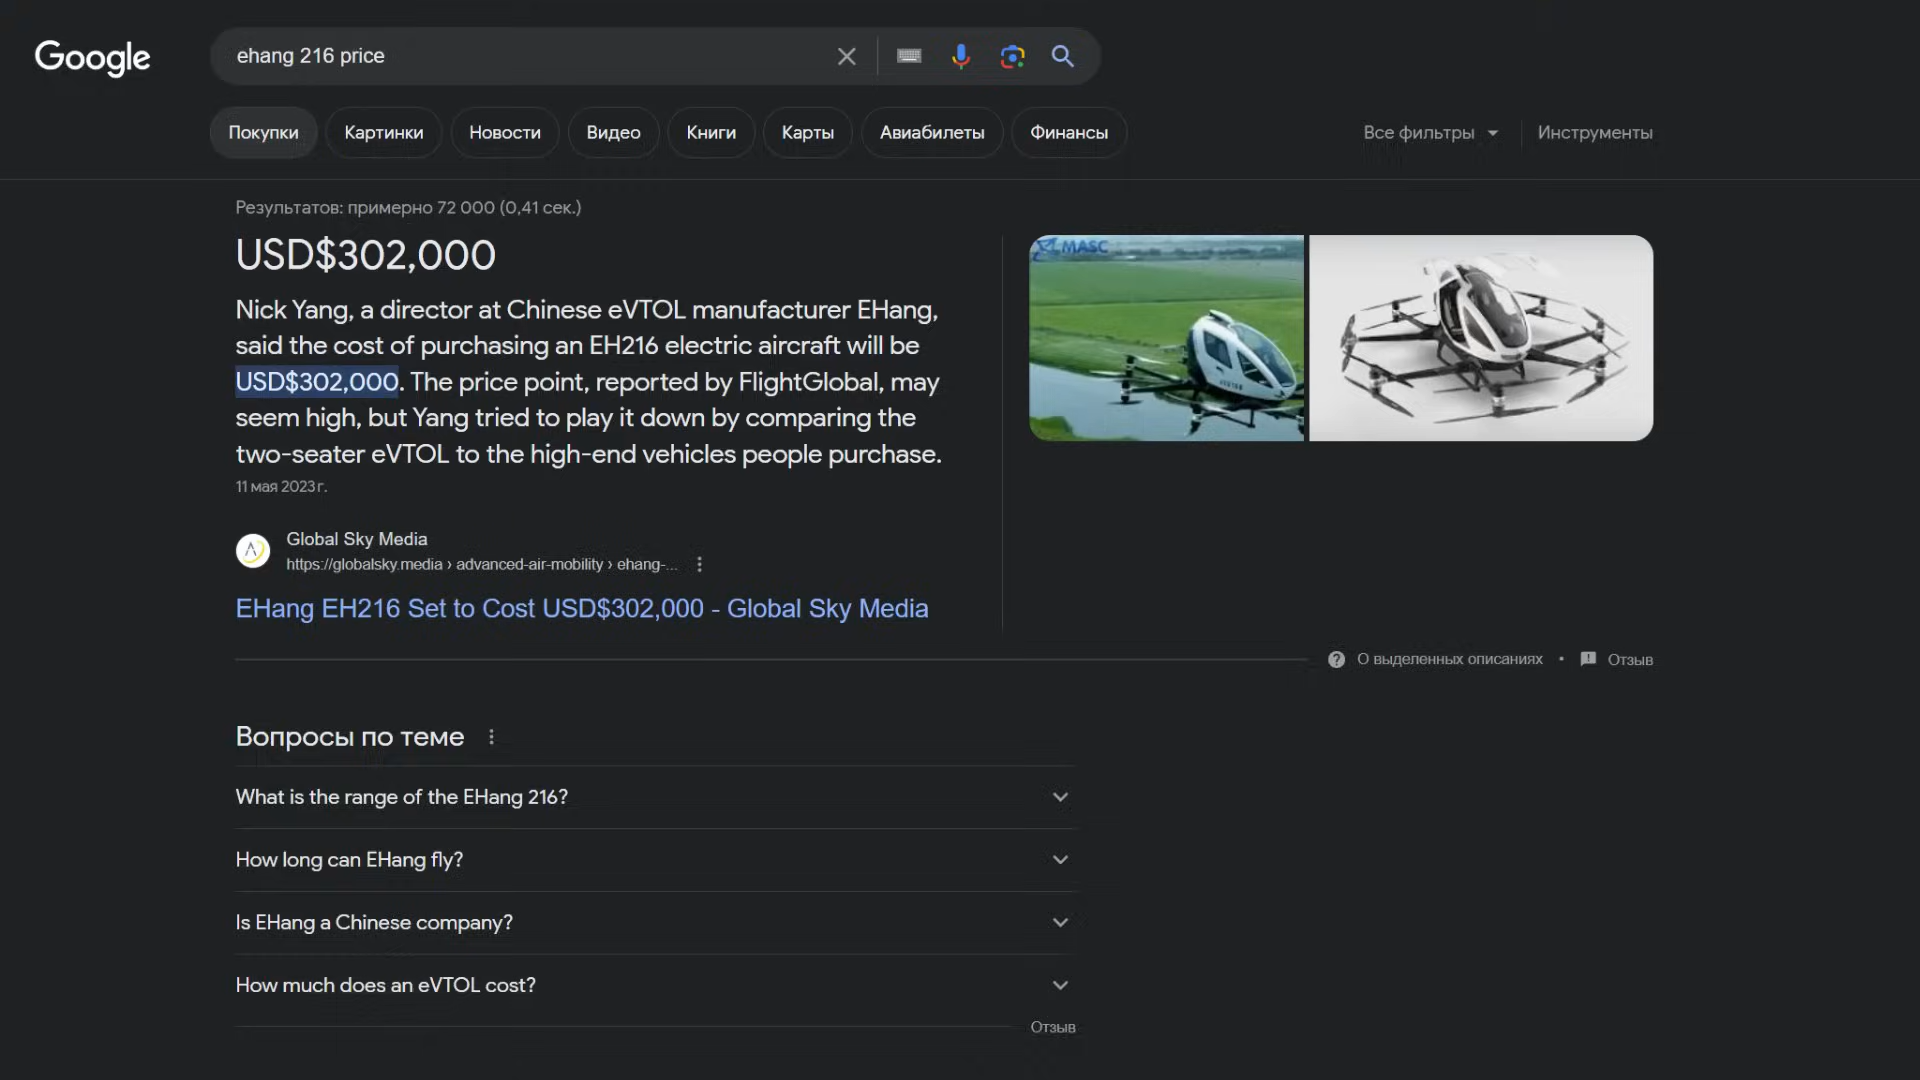 Google
ehang 216 price
Покупки
Картинки
Новости
Видео
Книги
Карты
Авиабилеты
Финансы
Все фильтры
Инструменты
Результатов: примерно 72 000 (0,41 сек.)
USD$302,000
Nick Yang, a director at Chinese eVTOL manufacturer EHang,
said the cost of purchasing an EH216 electric aircraft will be
USD$302,000. The price point, reported by FlightGlobal, may
seem high, but Yang tried to play it down by comparing the
two-seater eVTOL to the high-end vehicles people purchase.
11 мая 2023 г.
MASC
Global Sky Media
https://globalsky.media › advanced-air-mobility › ehang-...
EHang EH216 Set to Cost USD$302,000 - Global Sky Media
О выделенных описаниях • Отзыв
Вопросы по теме
What is the range of the EHang 216?
How long can EHang fly?
Is EHang a Chinese company?
How much does an eVTOL cost?
Отзыв